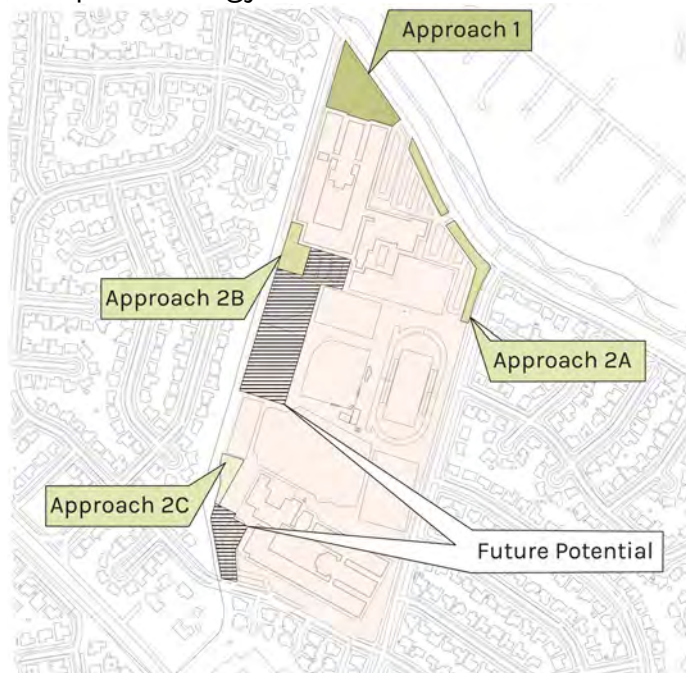 Approach 1
Approach 2B
Approach 2A
Approach 2C
Future Potential